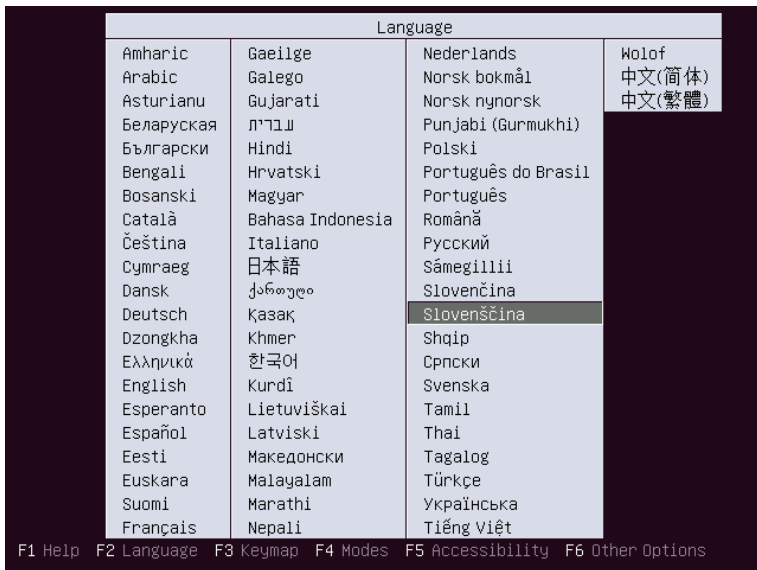 Language
Amharic
Arabic
Asturianu
Беларуская
Български
Bengali
Bosanski
Català
Čeština
Cymraeg
Dansk
Deutsch
Dzongkha
Ελληνικά
English
Esperanto
Español
Eesti
Euskara
Suomi
Français
Gaeilge
Galego
Gujarati
עברית
Hindi
Hrvatski
Magyar
Bahasa Indonesia
Italiano
日本語
ქართული
Қазақ
Khmer
한국어
Kurdî
Lietuviškai
Latviski
Македонски
Malayalam
Marathi
Nepali
Nederlands
Norsk bokmål
Norsk nynorsk
Punjabi (Gurmukhi)
Polski
Português do Brasil
Português
Română
Русский
Sámegillii
Slovenčina
Slovenščina
Shqip
Српски
Svenska
Tamil
Thai
Tagalog
Türkçe
Українська
Tiếng Việt
Wolof
中文(简体)
中文(繁體)
F1 Help F2 Language F3 Keymap F4 Modes F5 Accessibility F6 Other Options